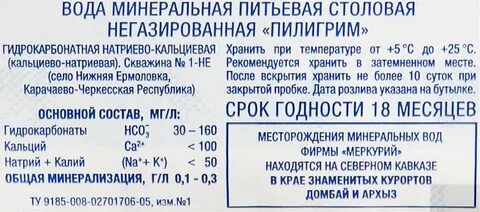 ВОДА МИНЕРАЛЬНАЯ ПИТЬЕВАЯ СТОЛОВАЯ
НЕГАЗИРОВАННАЯ «ПИЛИГРИМ»
ГИДРОКАРБОНАТНАЯ НАТРИЕВО-КАЛЬЦИЕВАЯ
(кальциево-натриевая). Скважина № 1-НЕ
(село Нижняя Ермоловка,
Карачаево-Черкесская Республика)
ОСНОВНОЙ СОСТАВ, МГ/Л:
Гидрокарбонаты HCO₃⁻ 30 – 160
Кальций Ca²⁺ < 100
Натрий + Калий (Na⁺+ K⁺) < 50
ОБЩАЯ МИНЕРАЛИЗАЦИЯ, Г/Л 0,1 - 0,3
ТУ 9185-008-02701706-05, изм.№1
Хранить при температуре от +5°С до +25°С.
Рекомендуется хранить в затемненном месте.
После вскрытия хранить не более 10 суток при
закрытой пробке. Дата розлива указана на бутылке.
СРОК ГОДНОСТИ 18 МЕСЯЦЕВ
МЕСТОРОЖДЕНИЯ МИНЕРАЛЬНЫХ ВОД
ФИРМЫ «МЕРКУРИЙ»
НАХОДЯТСЯ НА СЕВЕРНОМ КАВКАЗЕ
В КРАЕ ЗНАМЕНИТЫХ КУРОРТОВ
ДОМБАЙ И АРХЫЗ